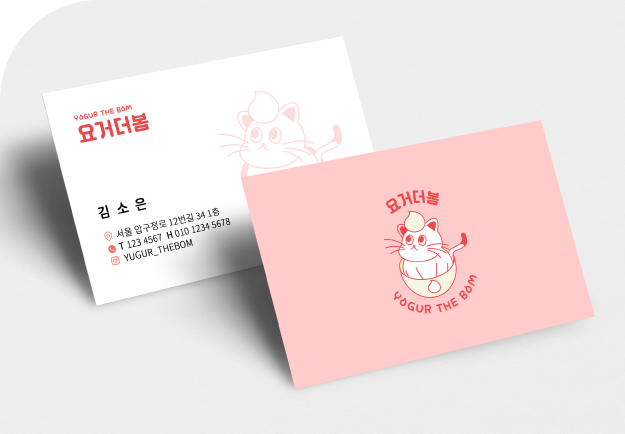 YOGUR THE BOM
요거더봄
김 소 은
서울 압구정로 12번길 34 1층
T 123 4567 H 010 1234 5678
YUGUR_THEBOM
요거더봄
YOGUR THE BOM